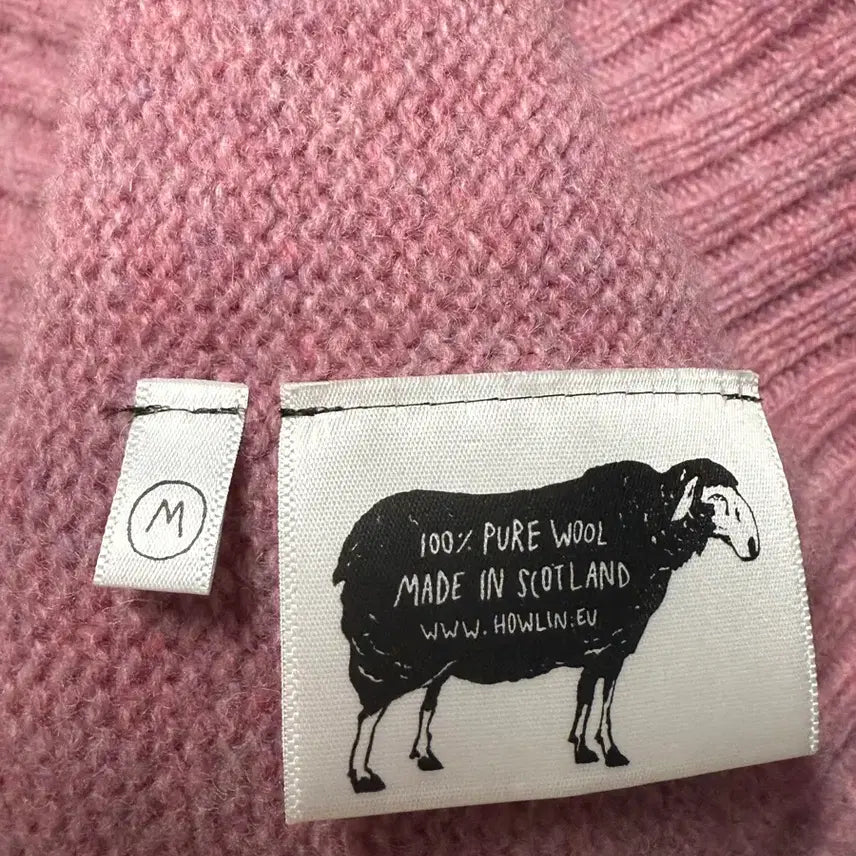 M
100% PURE WOOL
MADE IN SCOTLAND
WWW.HOWLIN.EU